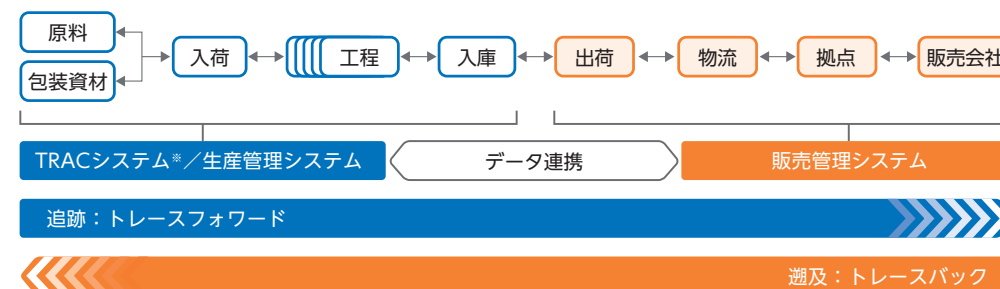 原料
包装資材
入荷
工程
入庫
出荷
物流
拠点
販売会社
TRACシステム※／生産管理システム
データ連携
販売管理システム
追跡：トレースフォワード
遡及：トレースバック